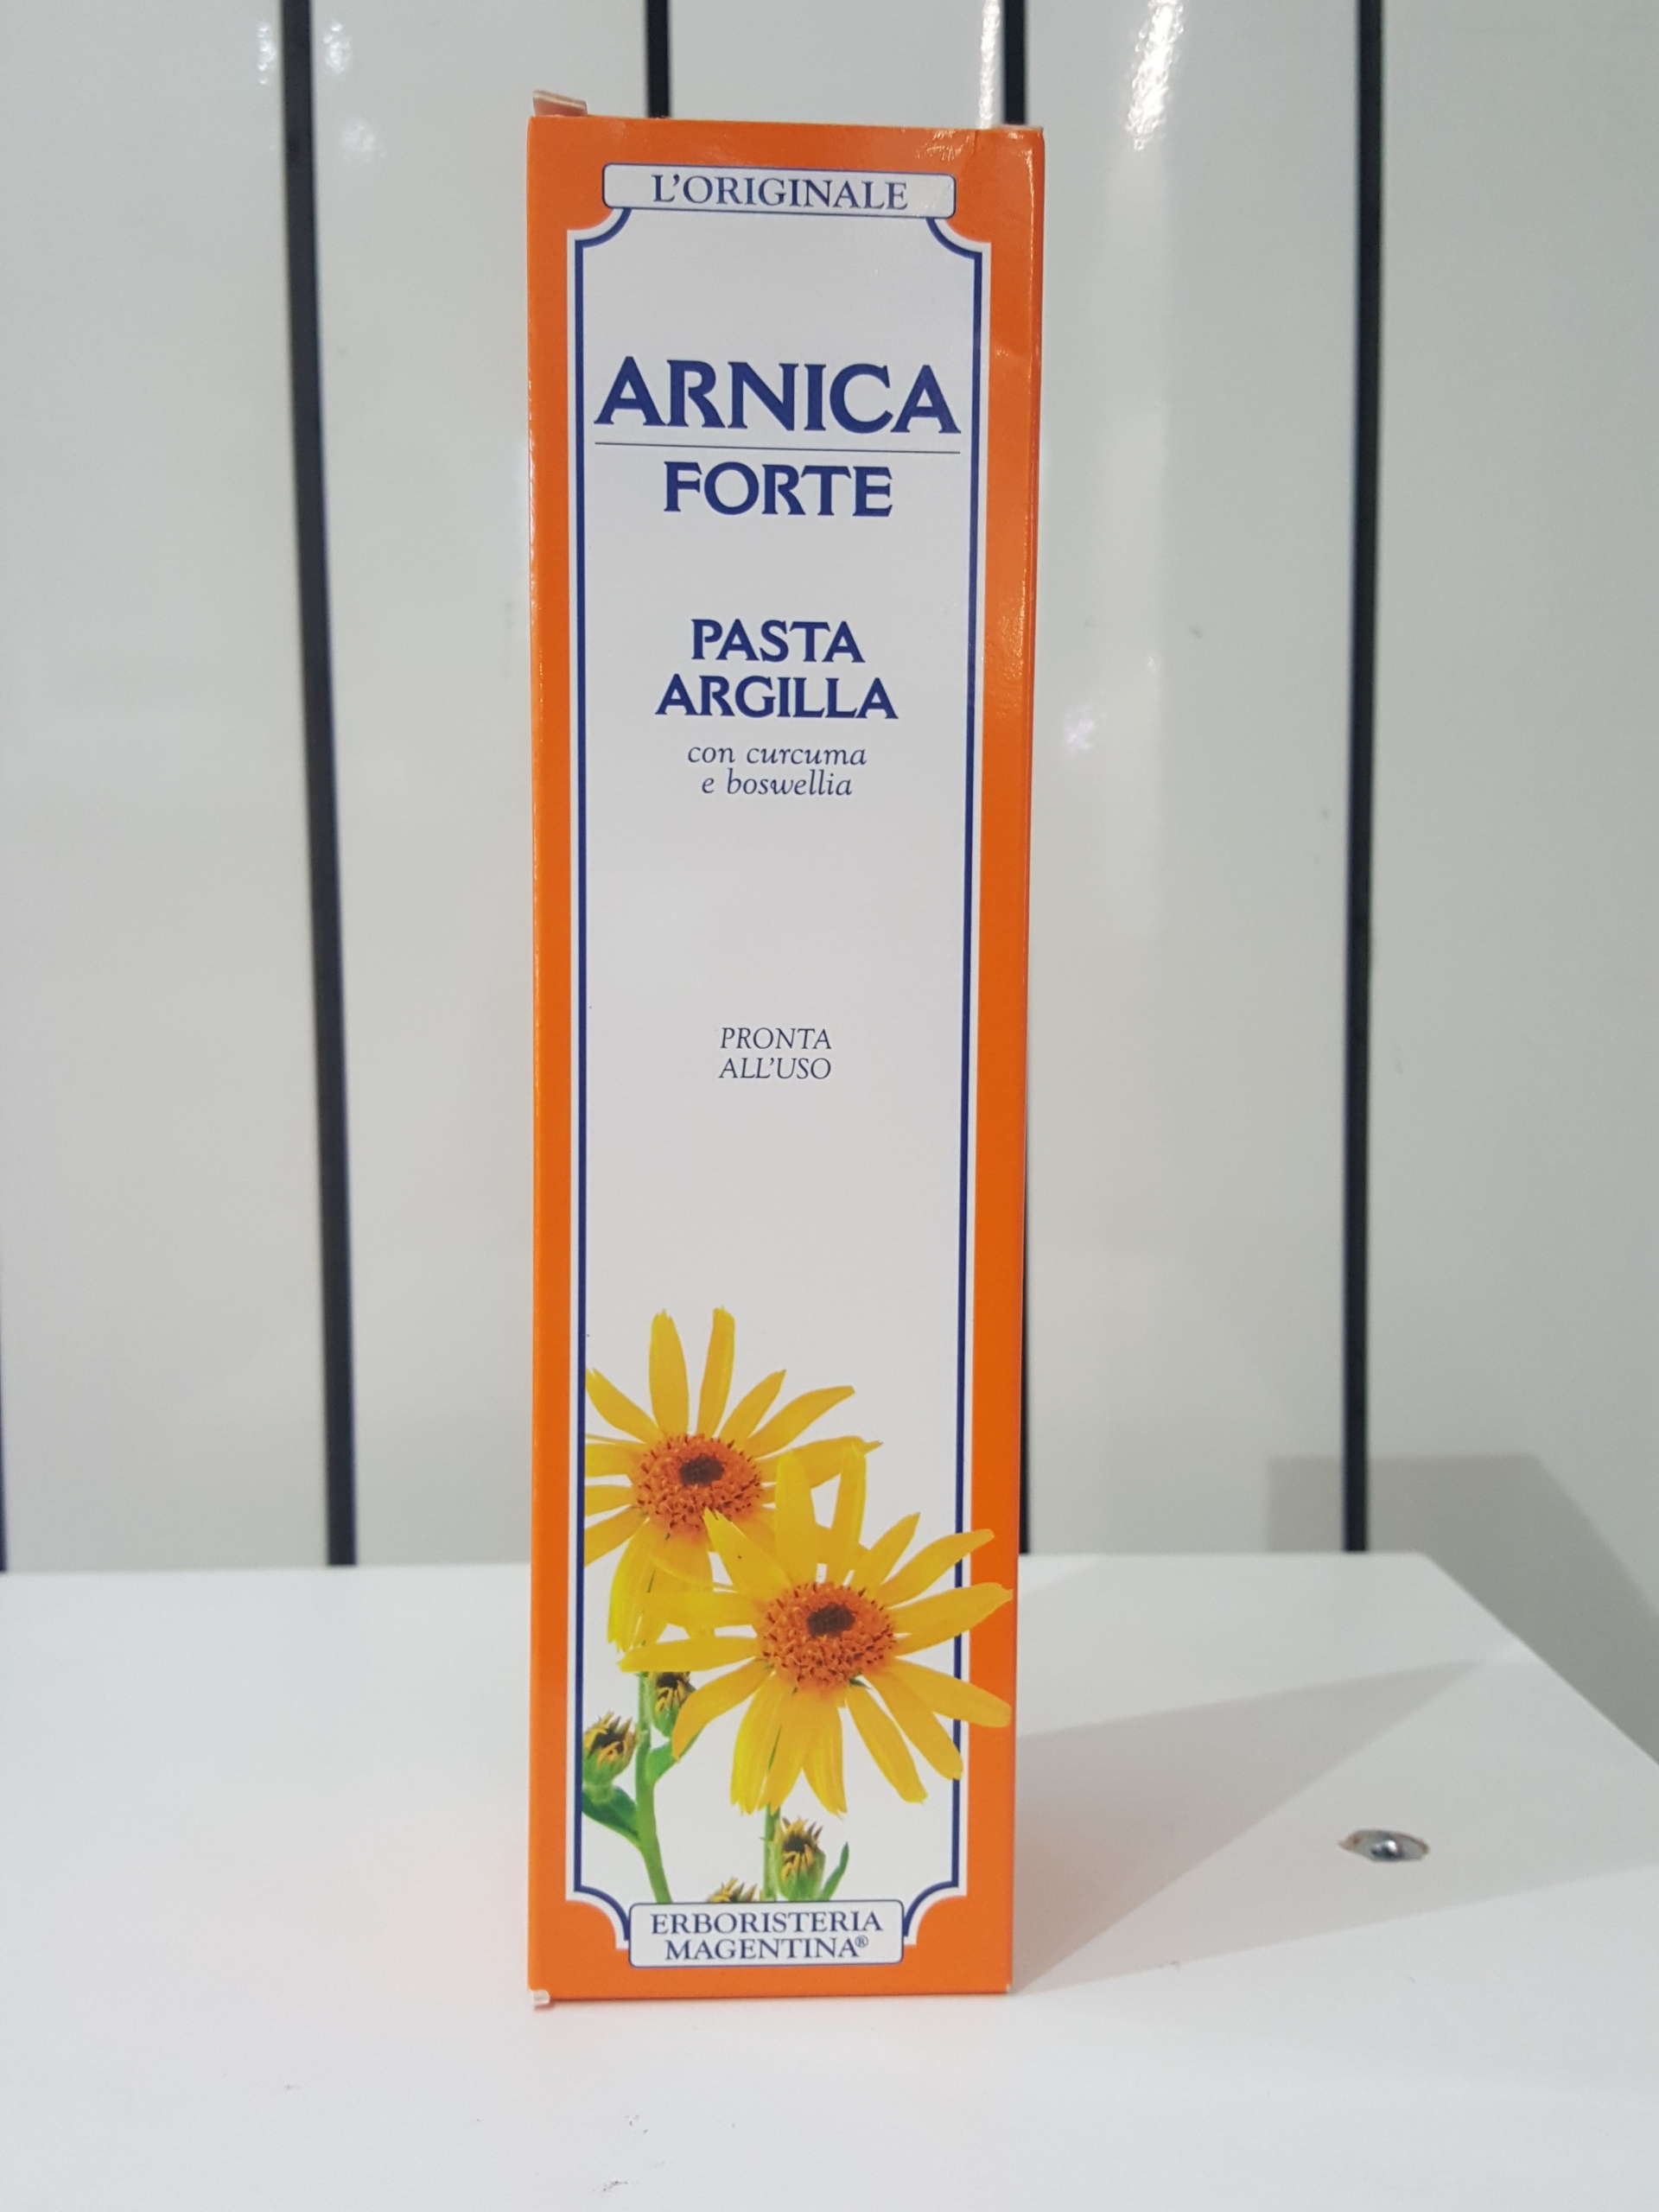 L'ORIGINALE
ARNICA
FORTE
PASTA
ARGILLA
con curcuma
e boswellia
PRONTA
ALL'USO
ERBORISTERIA
MAGENTINA®